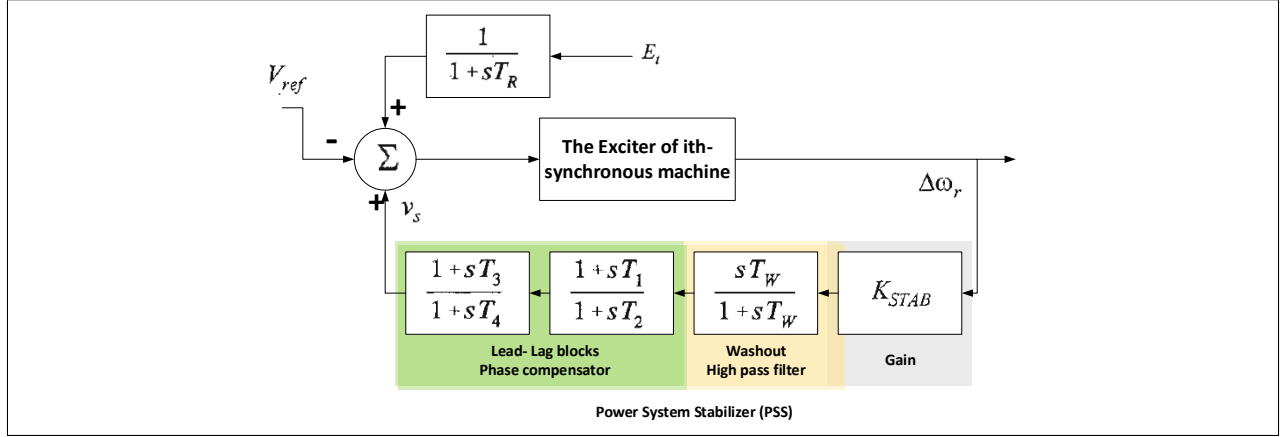 1
1 + sT_R
E_t
V_ref
+
-
Σ
The Exciter of ith-
synchronous machine
Δω_r
+
v_s
1 + sT_3
1 + sT_4
1 + sT_1
1 + sT_2
sT_W
1 + sT_W
K_STAB
Lead- Lag blocks
Phase compensator
Washout
High pass filter
Gain
Power System Stabilizer (PSS)